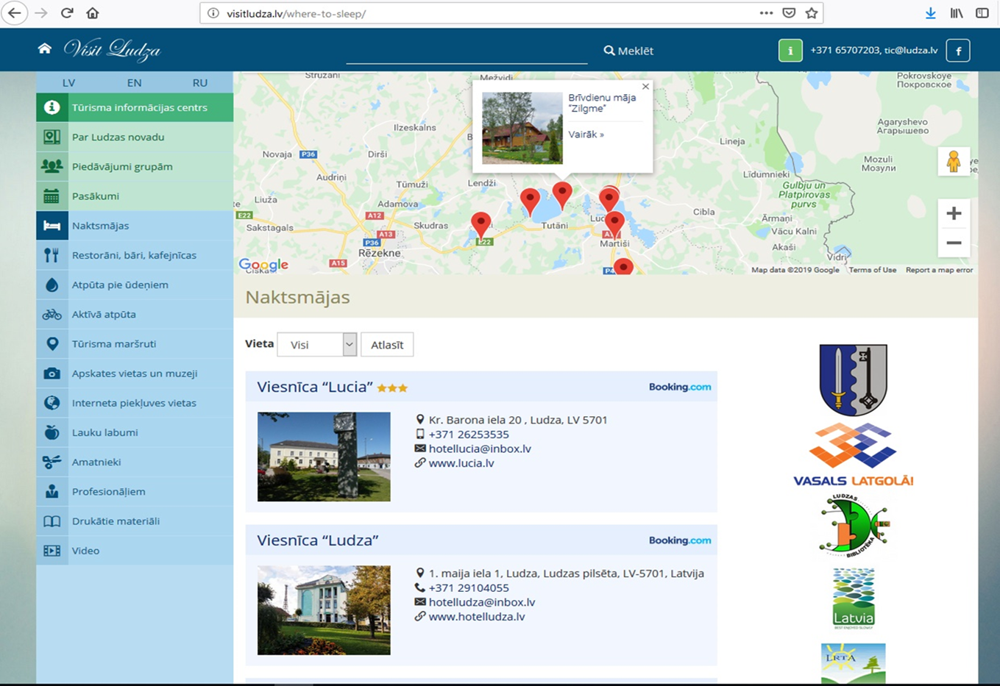 visitludza.lv/where-to-sleep/
Visit Ludza
Meklēt
+371 65707203, tic@ludza.lv
LV EN RU
Tūrisma informācijas centrs
Par Ludzas novadu
Piedāvājumi grupām
Pasākumi
Naktsmājas
Restorāni, bāri, kafejnīcas
Atpūta pie ūdeņiem
Aktīvā atpūta
Tūrisma maršruti
Apskates vietas un muzeji
Interneta piekļuves vietas
Lauku labumi
Amatnieki
Profesionāļiem
Drukātie materiāli
Video
Strūzāni
Mežvidi
Pokrovskoye
Покровское
Brīvdienu māja
"Zilgme"
Vairāk »
Ilzeskalns
Agaryshevo
Агарышево
Novaja
P36
Dirši
Lineja
Mozuli
Мозули
Audriņi
Tūmuži
Lendži
Līdumnieki
Gulbju un
Platpirovas
purvs
Liuža
Adamova
E22
A12
Cibla
Sakstagals
Skudras
Tutāni
Ērmaņi
A13
Vācu Kalni
P36
E22
Martiši
Akaši
Rēzekne
Vidri
A15
Google
Map data ©2019 Google Terms of Use Report a map error
Naktsmājas
Vieta Visi Atlasīt
Viesnīca “Lucia”
Booking.com
Kr. Barona iela 20 , Ludza, LV 5701
+371 26253535
hotellucia@inbox.lv
www.lucia.lv
Viesnīca “Ludza”
Booking.com
1. maija iela 1, Ludza, Ludzas pilsēta, LV-5701, Latvija
+371 29104055
hotelludza@inbox.lv
www.hotelludza.lv
VASALS LATGOLĀ!
LUDZAS
BIBLIOTĒKA
Latvia
BEST ENJOYED SLOWLY
LRTA